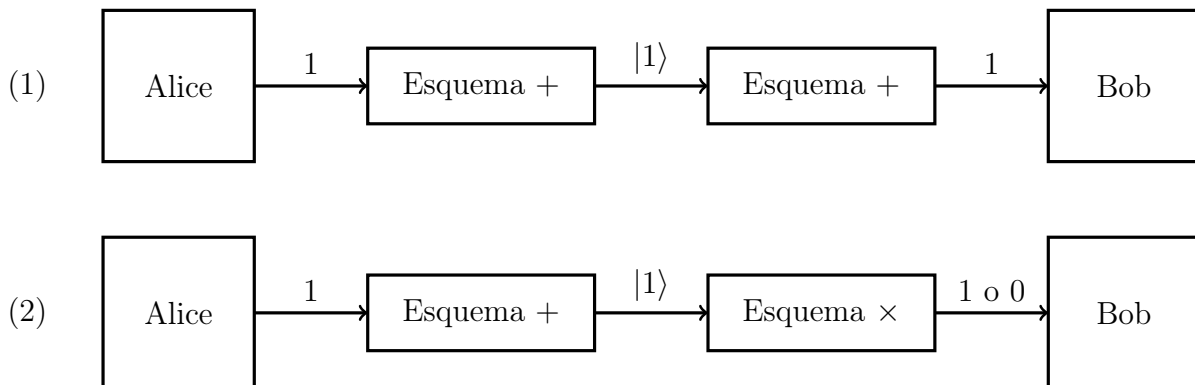 1 |1⟩ 1
(1) Alice Esquema + Esquema + Bob
1 |1⟩ 1 o 0
(2) Alice Esquema + Esquema × Bob